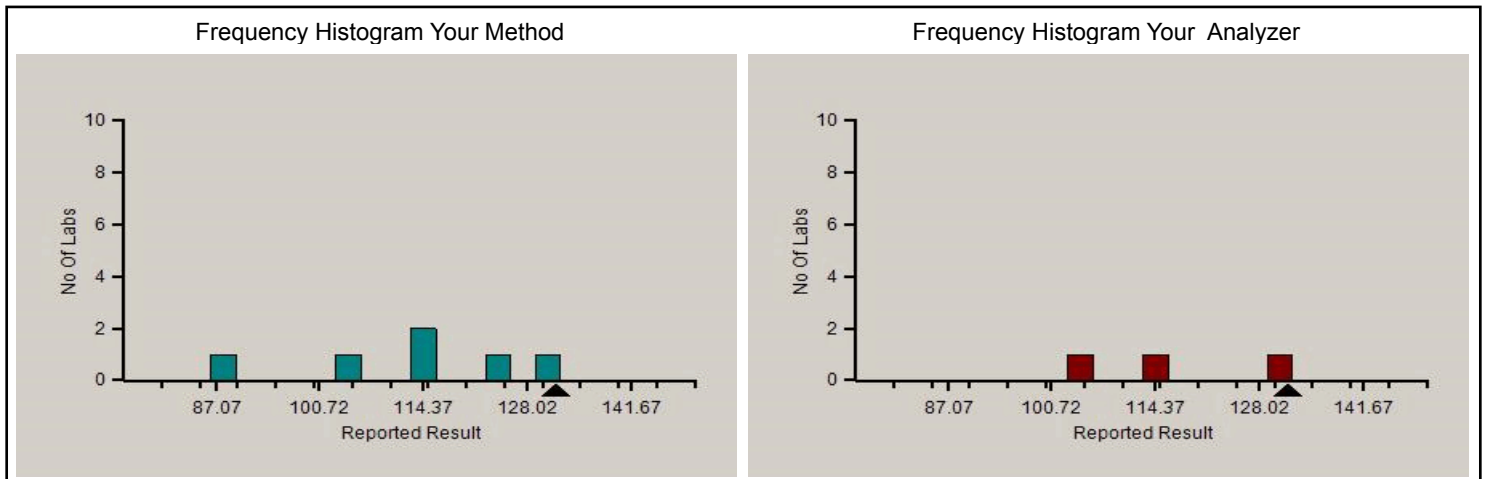 Frequency Histogram Your Method
10
8
6
4
2
0
No Of Labs
87.07 100.72 114.37 128.02 141.67
Reported Result
Frequency Histogram Your Analyzer
10
8
6
4
2
0
No Of Labs
87.07 100.72 114.37 128.02 141.67
Reported Result